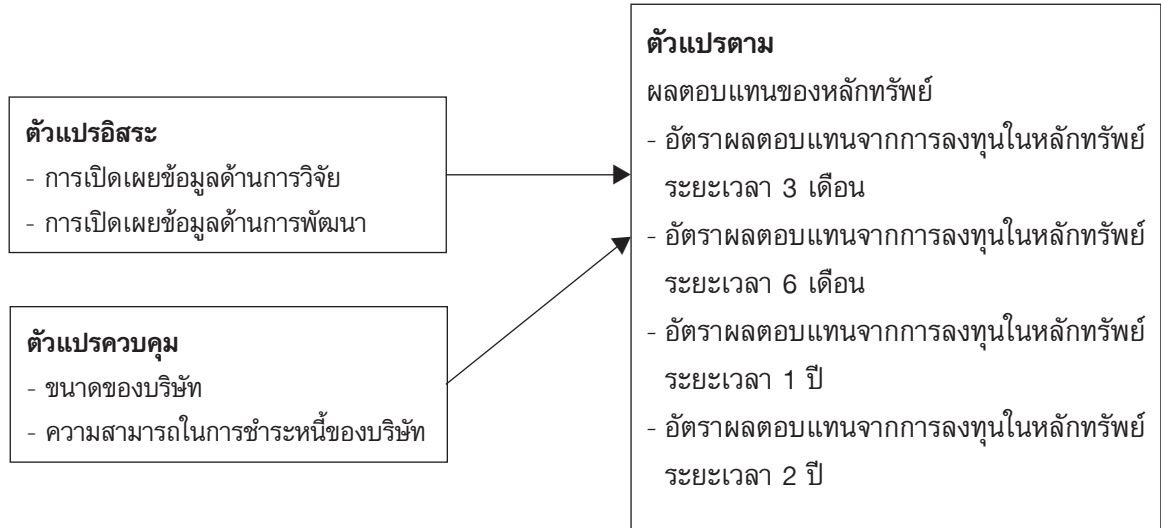 ตัวแปรอิสระ
- การเปิดเผยข้อมูลด้านการวิจัย
- การเปิดเผยข้อมูลด้านการพัฒนา
ตัวแปรควบคุม
- ขนาดของบริษัท
- ความสามารถในการชำระหนี้ของบริษัท
ตัวแปรตาม
ผลตอบแทนของหลักทรัพย์
- อัตราผลตอบแทนจากการลงทุนในหลักทรัพย์
ระยะเวลา 3 เดือน
- อัตราผลตอบแทนจากการลงทุนในหลักทรัพย์
ระยะเวลา 6 เดือน
- อัตราผลตอบแทนจากการลงทุนในหลักทรัพย์
ระยะเวลา 1 ปี
- อัตราผลตอบแทนจากการลงทุนในหลักทรัพย์
ระยะเวลา 2 ปี